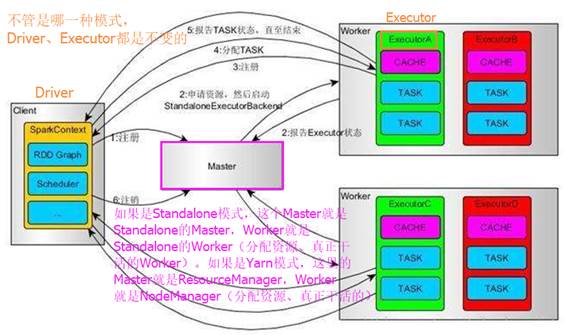 不管是哪一种模式，
Driver、Executor都是不变的
5:报告TASK状态，直至结束
4:分配TASK
3:注册
2:申请资源，然后启动
StandaloneExecutorBackend
2:报告Executor状态
Executor
Worker
ExecutorA
CACHE
TASK
TASK
ExecutorB
CACHE
TASK
TASK
Driver
Client
SparkContext
RDD Graph
Scheduler
...
1:注册
Master
6:注销
如果是Standalone模式，这个Master就是
Standalone的Master，Worker就是
Standalone的Worker（分配资源、真正干
活的Worker）。如果是Yarn模式，这里的
Master就是ResourceManager，Worker
就是NodeManager（分配资源、真正干活的）
Worker
ExecutorC
CACHE
TASK
TASK
ExecutorD
CACHE
TASK
TASK